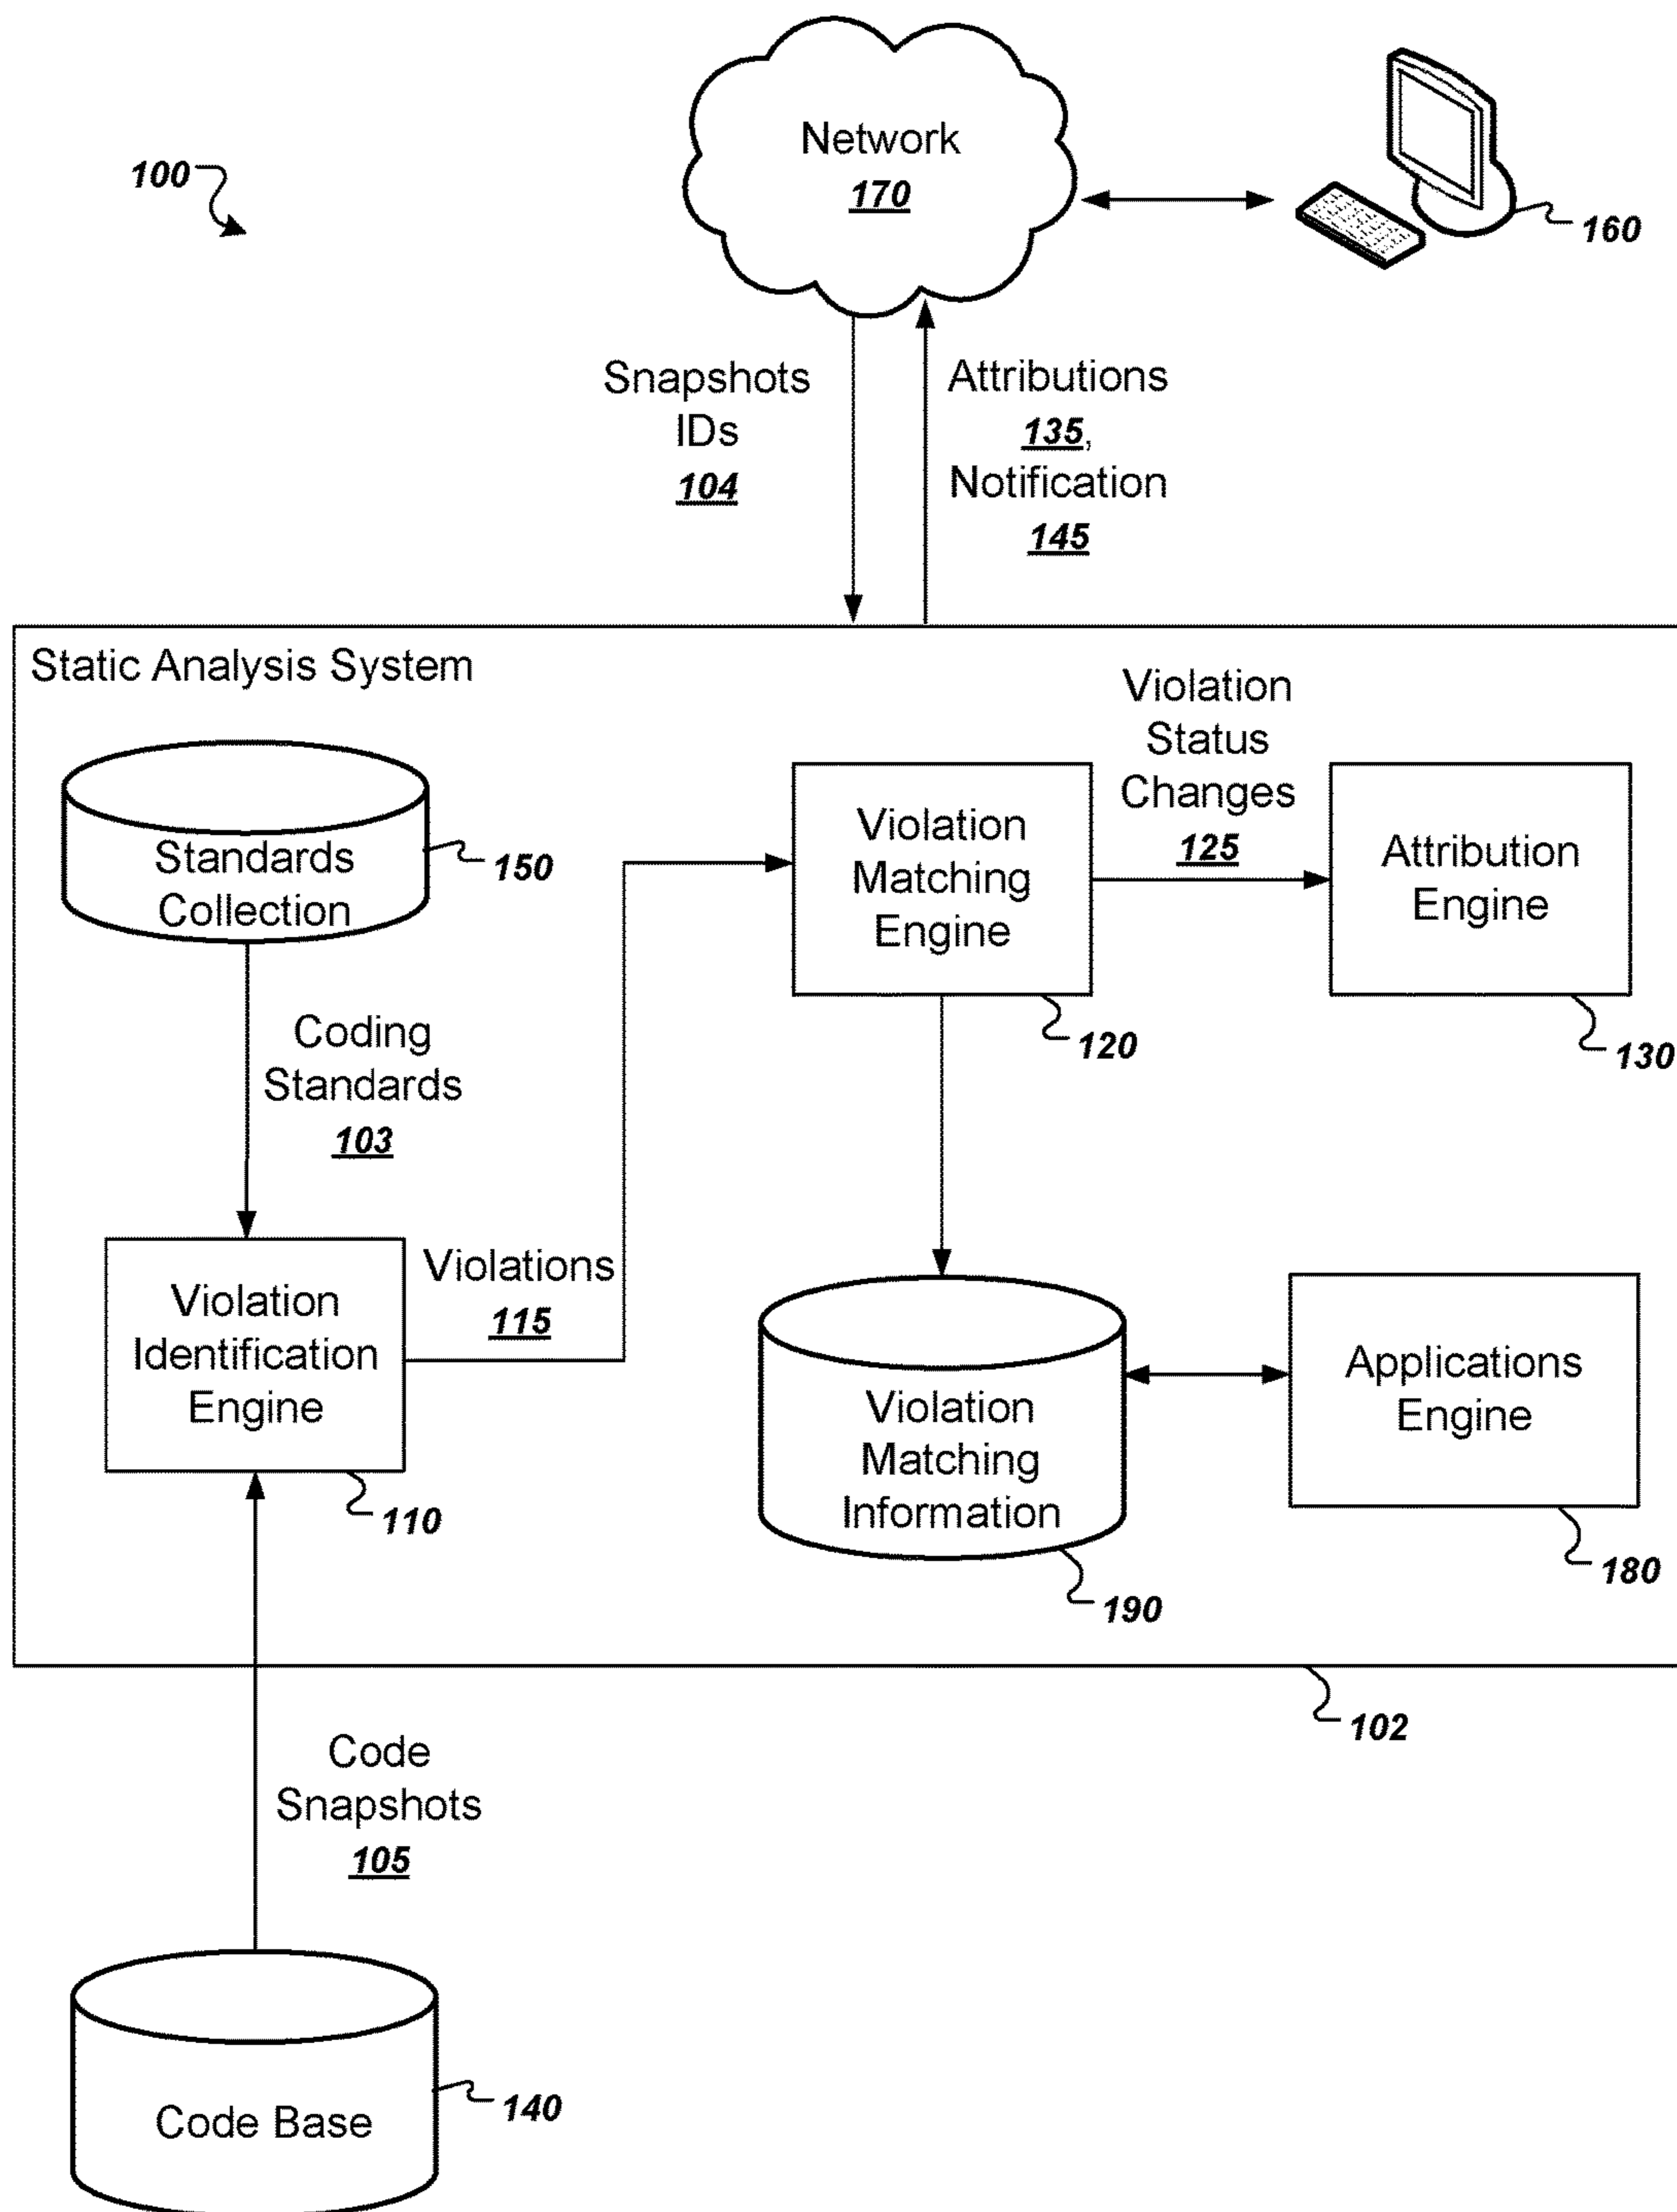 Network
170
100
160
Snapshots
IDs
104
Attributions
135,
Notification
145
Static Analysis System
Standards
Collection
150
Violation
Matching
Engine
120
Violation
Status
Changes
125
Attribution
Engine
130
Coding
Standards
103
Violation
Identification
Engine
110
Violations
115
Violation
Matching
Information
190
Applications
Engine
180
102
Code
Snapshots
105
Code Base
140